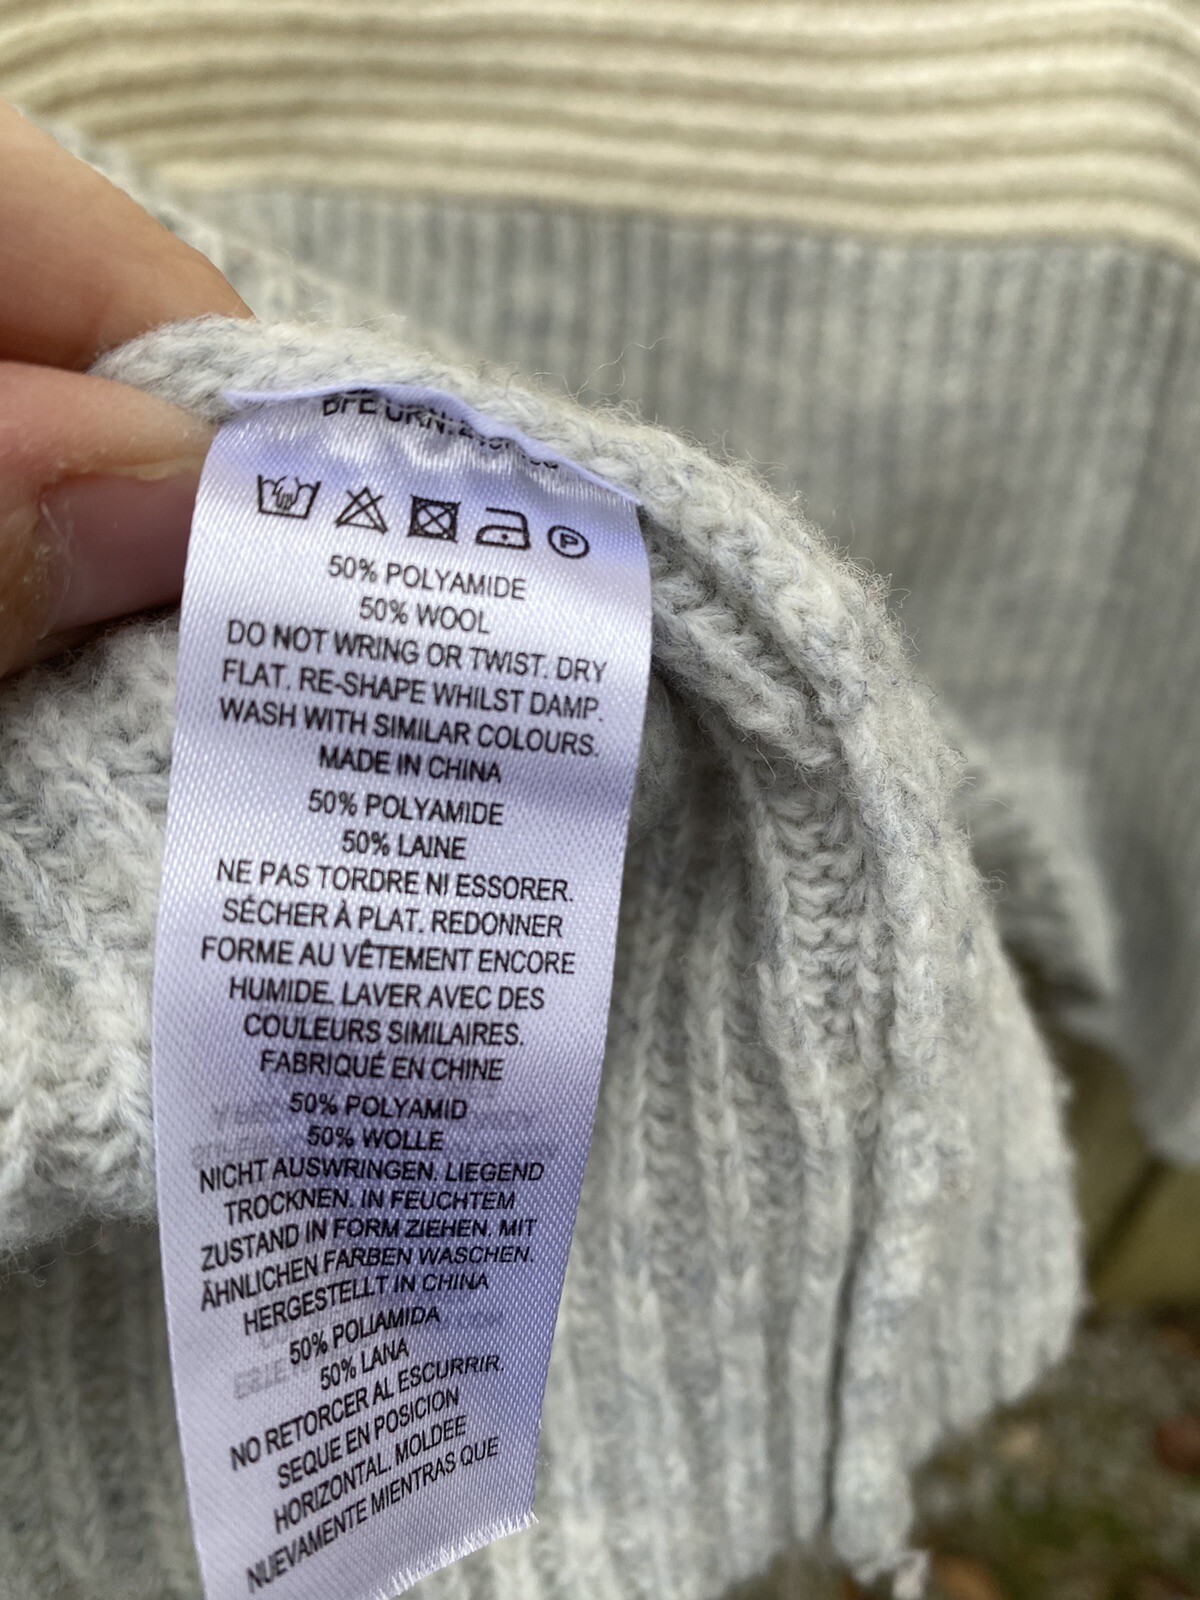 BFE URN:
P
50% POLYAMIDE
50% WOOL
DO NOT WRING OR TWIST. DRY
FLAT. RE-SHAPE WHILST DAMP.
WASH WITH SIMILAR COLOURS.
MADE IN CHINA
50% POLYAMIDE
50% LAINE
NE PAS TORDRE NI ESSORER.
SÉCHER À PLAT. REDONNER
FORME AU VÊTEMENT ENCORE
HUMIDE. LAVER AVEC DES
COULEURS SIMILAIRES.
FABRIQUÉ EN CHINE
50% POLYAMID
50% WOLLE
NICHT AUSWRINGEN. LIEGEND
TROCKNEN. IN FEUCHTEM
ZUSTAND IN FORM ZIEHEN. MIT
ÄHNLICHEN FARBEN WASCHEN.
HERGESTELLT IN CHINA
50% POLIAMIDA
50% LANA
NO RETORCER AL ESCURRIR.
SEQUE EN POSICION
HORIZONTAL. MOLDEE
NUEVAMENTE MIENTRAS QUE